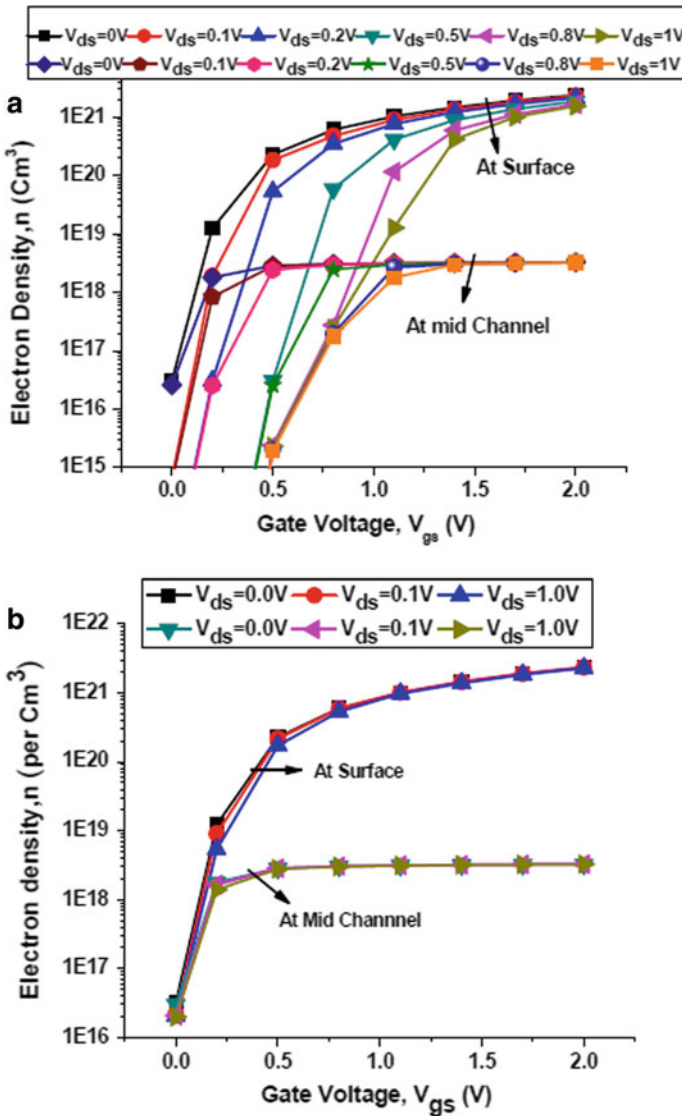 Vds=0V Vds=0.1V Vds=0.2V Vds=0.5V Vds=0.8V Vds=1V
Vds=0V Vds=0.1V Vds=0.2V Vds=0.5V Vds=0.8V Vds=1V
a
1E21
1E20
1E19
1E18
1E17
1E16
1E15
Electron Density,n (Cm³)
At Surface
At mid Channel
0.0 0.5 1.0 1.5 2.0
Gate Voltage, Vgs (V)
b
Vds=0.0V Vds=0.1V Vds=1.0V
Vds=0.0V Vds=0.1V Vds=1.0V
1E22
1E21
1E20
1E19
1E18
1E17
1E16
Electron density,n (per Cm³)
At Surface
At Mid Channnel
0.0 0.5 1.0 1.5 2.0
Gate Voltage, Vgs (V)